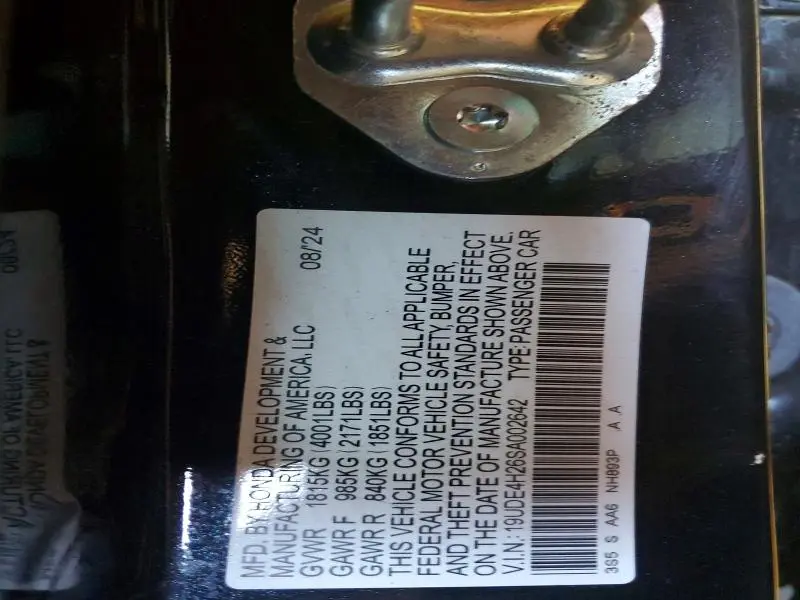 MFD. BY HONDA DEVELOPMENT &
MANUFACTURING OF AMERICA, LLC 08/24
GVWR 1815KG (4001LBS)
GAWR F 985KG (2171LBS)
GAWR R 840KG (1851LBS)
THIS VEHICLE CONFORMS TO ALL APPLICABLE
FEDERAL MOTOR VEHICLE SAFETY, BUMPER,
AND THEFT PREVENTION STANDARDS IN EFFECT
ON THE DATE OF MANUFACTURE SHOWN ABOVE.
V.I.N.: 19UDE4H26SA002642 TYPE: PASSENGER CAR
3S5 S AA6 NH893P A A